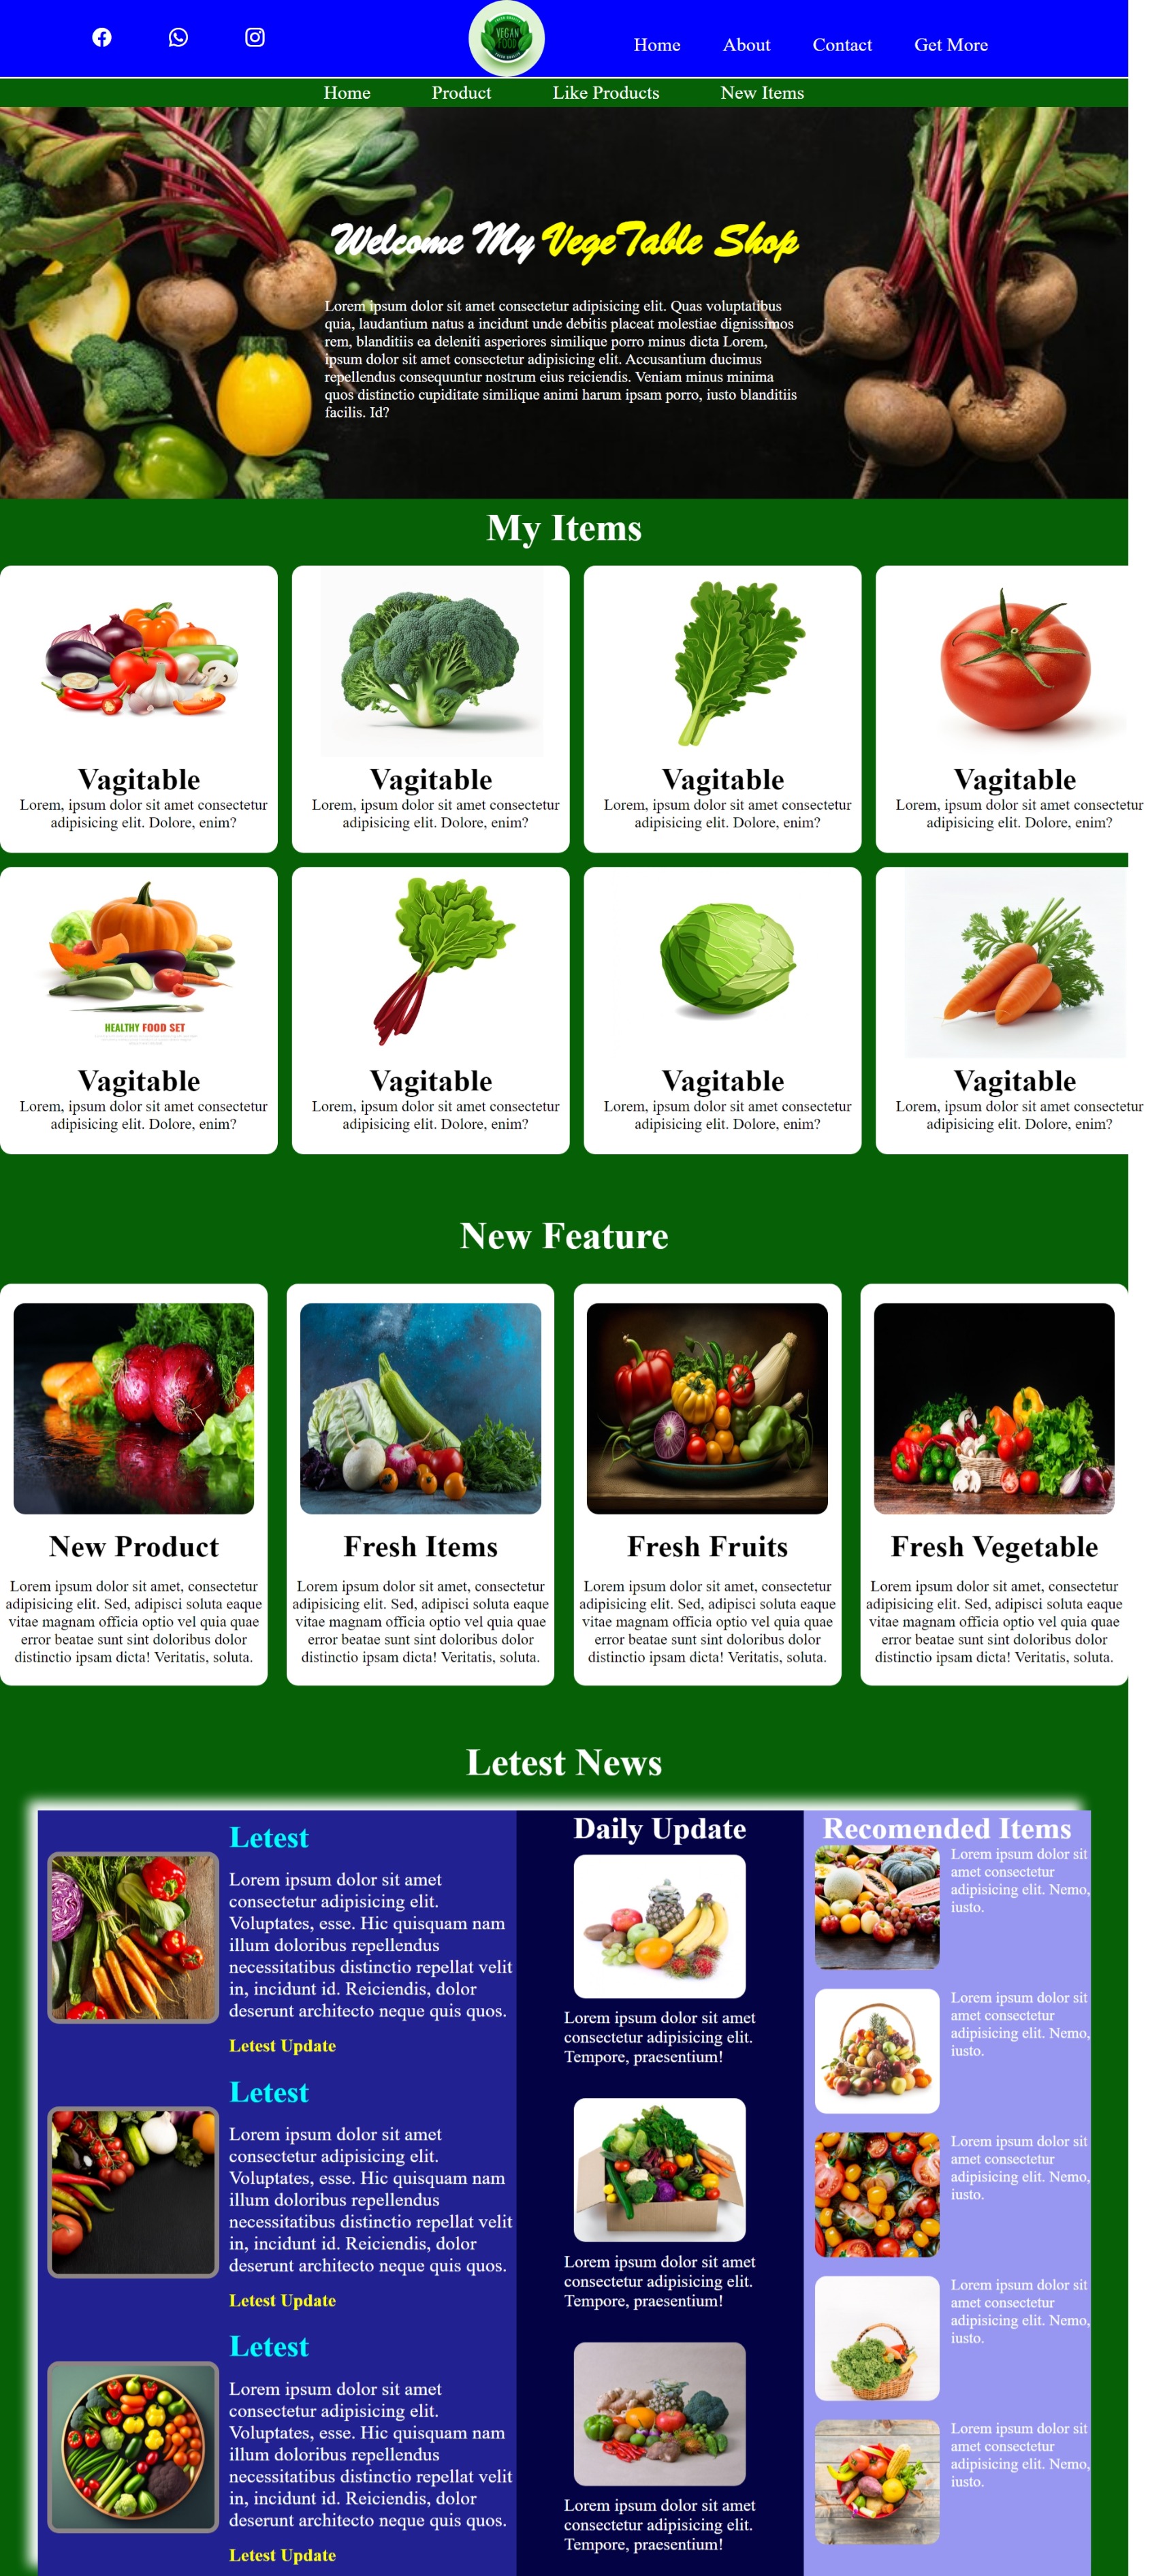 Home About Contact Get More
VEGAN
FOOD
Home Product Like Products New Items
Welcome My VegeTable Shop
Lorem ipsum dolor sit amet consectetur adipisicing elit. Quas voluptatibus
quia, laudantium natus a incidunt unde debitis placeat molestiae dignissimos
rem, blanditiis ea deleniti asperiores similique porro minus dicta Lorem,
ipsum dolor sit amet consectetur adipisicing elit. Accusantium ducimus
repellendus consequuntur nostrum eius reiciendis. Veniam minus minima
quos distinctio cupiditate similique animi harum ipsam porro, iusto blanditiis
facilis. Id?
My Items
Vagitable
Lorem, ipsum dolor sit amet consectetur
adipisicing elit. Dolore, enim?
Vagitable
Lorem, ipsum dolor sit amet consectetur
adipisicing elit. Dolore, enim?
Vagitable
Lorem, ipsum dolor sit amet consectetur
adipisicing elit. Dolore, enim?
Vagitable
Lorem, ipsum dolor sit amet consectetur
adipisicing elit. Dolore, enim?
HEALTHY FOOD SET
Vagitable
Lorem, ipsum dolor sit amet consectetur
adipisicing elit. Dolore, enim?
Vagitable
Lorem, ipsum dolor sit amet consectetur
adipisicing elit. Dolore, enim?
Vagitable
Lorem, ipsum dolor sit amet consectetur
adipisicing elit. Dolore, enim?
Vagitable
Lorem, ipsum dolor sit amet consectetur
adipisicing elit. Dolore, enim?
New Feature
New Product
Lorem ipsum dolor sit amet, consectetur
adipisicing elit. Sed, adipisci soluta eaque
vitae magnam officia optio vel quia quae
error beatae sunt sint doloribus dolor
distinctio ipsam dicta! Veritatis, soluta.
Fresh Items
Lorem ipsum dolor sit amet, consectetur
adipisicing elit. Sed, adipisci soluta eaque
vitae magnam officia optio vel quia quae
error beatae sunt sint doloribus dolor
distinctio ipsam dicta! Veritatis, soluta.
Fresh Fruits
Lorem ipsum dolor sit amet, consectetur
adipisicing elit. Sed, adipisci soluta eaque
vitae magnam officia optio vel quia quae
error beatae sunt sint doloribus dolor
distinctio ipsam dicta! Veritatis, soluta.
Fresh Vegetable
Lorem ipsum dolor sit amet, consectetur
adipisicing elit. Sed, adipisci soluta eaque
vitae magnam officia optio vel quia quae
error beatae sunt sint doloribus dolor
distinctio ipsam dicta! Veritatis, soluta.
Letest News
Letest
Lorem ipsum dolor sit amet
consectetur adipisicing elit.
Voluptates, esse. Hic quisquam nam
illum doloribus repellendus
necessitatibus distinctio repellat velit
in, incidunt id. Reiciendis, dolor
deserunt architecto neque quis quos.
Letest Update
Letest
Lorem ipsum dolor sit amet
consectetur adipisicing elit.
Voluptates, esse. Hic quisquam nam
illum doloribus repellendus
necessitatibus distinctio repellat velit
in, incidunt id. Reiciendis, dolor
deserunt architecto neque quis quos.
Letest Update
Letest
Lorem ipsum dolor sit amet
consectetur adipisicing elit.
Voluptates, esse. Hic quisquam nam
illum doloribus repellendus
necessitatibus distinctio repellat velit
in, incidunt id. Reiciendis, dolor
deserunt architecto neque quis quos.
Letest Update
Daily Update
Lorem ipsum dolor sit amet
consectetur adipisicing elit.
Tempore, praesentium!
Lorem ipsum dolor sit amet
consectetur adipisicing elit.
Tempore, praesentium!
Lorem ipsum dolor sit amet
consectetur adipisicing elit.
Tempore, praesentium!
Recomended Items
Lorem ipsum dolor sit
amet consectetur
adipisicing elit. Nemo,
iusto.
Lorem ipsum dolor sit
amet consectetur
adipisicing elit. Nemo,
iusto.
Lorem ipsum dolor sit
amet consectetur
adipisicing elit. Nemo,
iusto.
Lorem ipsum dolor sit
amet consectetur
adipisicing elit. Nemo,
iusto.
Lorem ipsum dolor sit
amet consectetur
adipisicing elit. Nemo,
iusto.